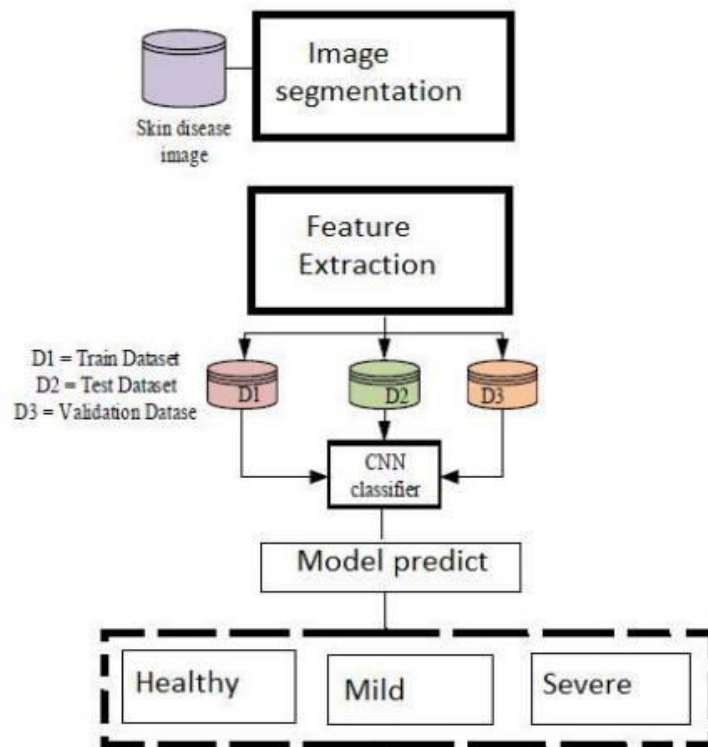 Image
segmentation
Skin disease
image
Feature
Extraction
D1 = Train Dataset
D2 = Test Dataset
D3 = Validation Datase
D1
D2
D3
CNN
classifier
Model predict
Healthy
Mild
Severe